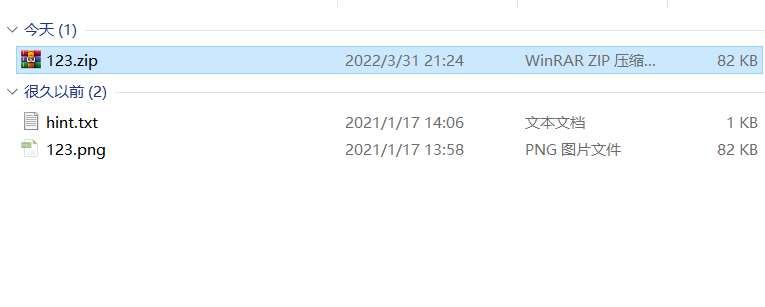 今天 (1)
123.zip 2022/3/31 21:24 WinRAR ZIP 压缩... 82 KB
很久以前 (2)
hint.txt 2021/1/17 14:06 文本文档 1 KB
123.png 2021/1/17 13:58 PNG 图片文件 82 KB